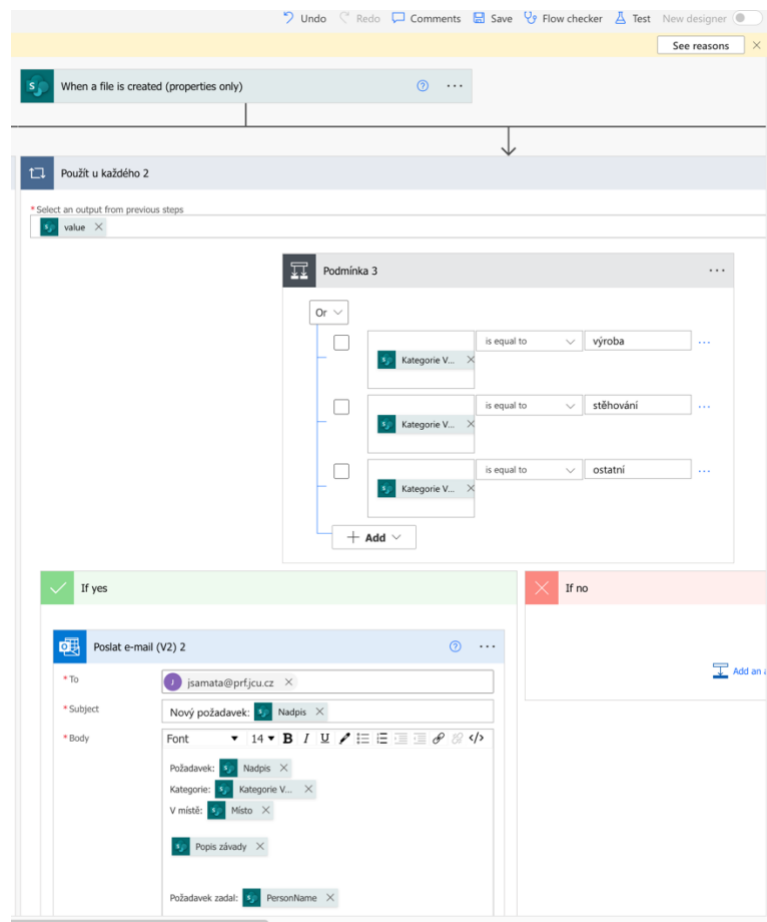 Undo Redo Comments Save Flow checker Test New designer
See reasons
When a file is created (properties only)
Použít u každého 2
* Select an output from previous steps
value
Podmínka 3
Or
Kategorie V... is equal to výroba
Kategorie V... is equal to stěhování
Kategorie V... is equal to ostatní
Add
If yes
If no
Poslat e-mail (V2) 2
Add an a
* To J jsamata@prf.jcu.cz
* Subject Nový požadavek: Nadpis
* Body Font 14 B I U
Požadavek: Nadpis
Kategorie: Kategorie V...
V místě: Místo
Popis závady
Požadavek zadal: PersonName